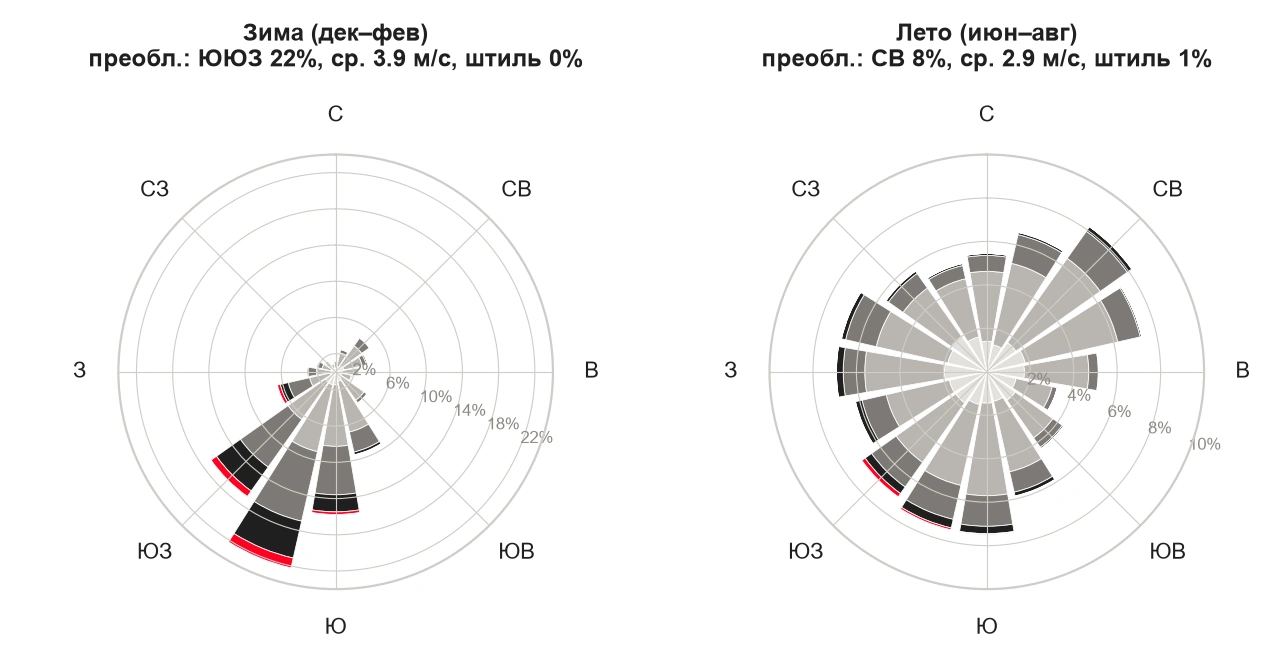 Зима (дек–фев)
преобл.: ЮЮЗ 22%, ср. 3.9 м/с, штиль 0%
С
СЗ
СВ
З
В
2%
6%
10%
14%
18%
22%
ЮЗ
ЮВ
Ю
Лето (июн–авг)
преобл.: СВ 8%, ср. 2.9 м/с, штиль 1%
С
СЗ
СВ
З
В
2%
4%
6%
8%
10%
ЮЗ
ЮВ
Ю